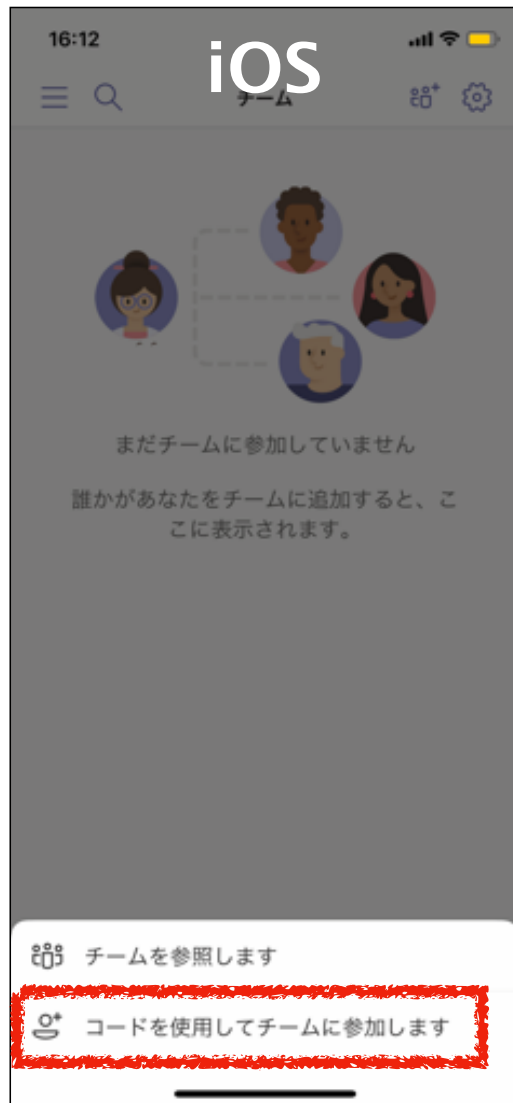 16:12
iOS
チーム
まだチームに参加していません
誰かがあなたをチームに追加すると、こ
こに表示されます。
チームを参照します
コードを使用してチームに参加します